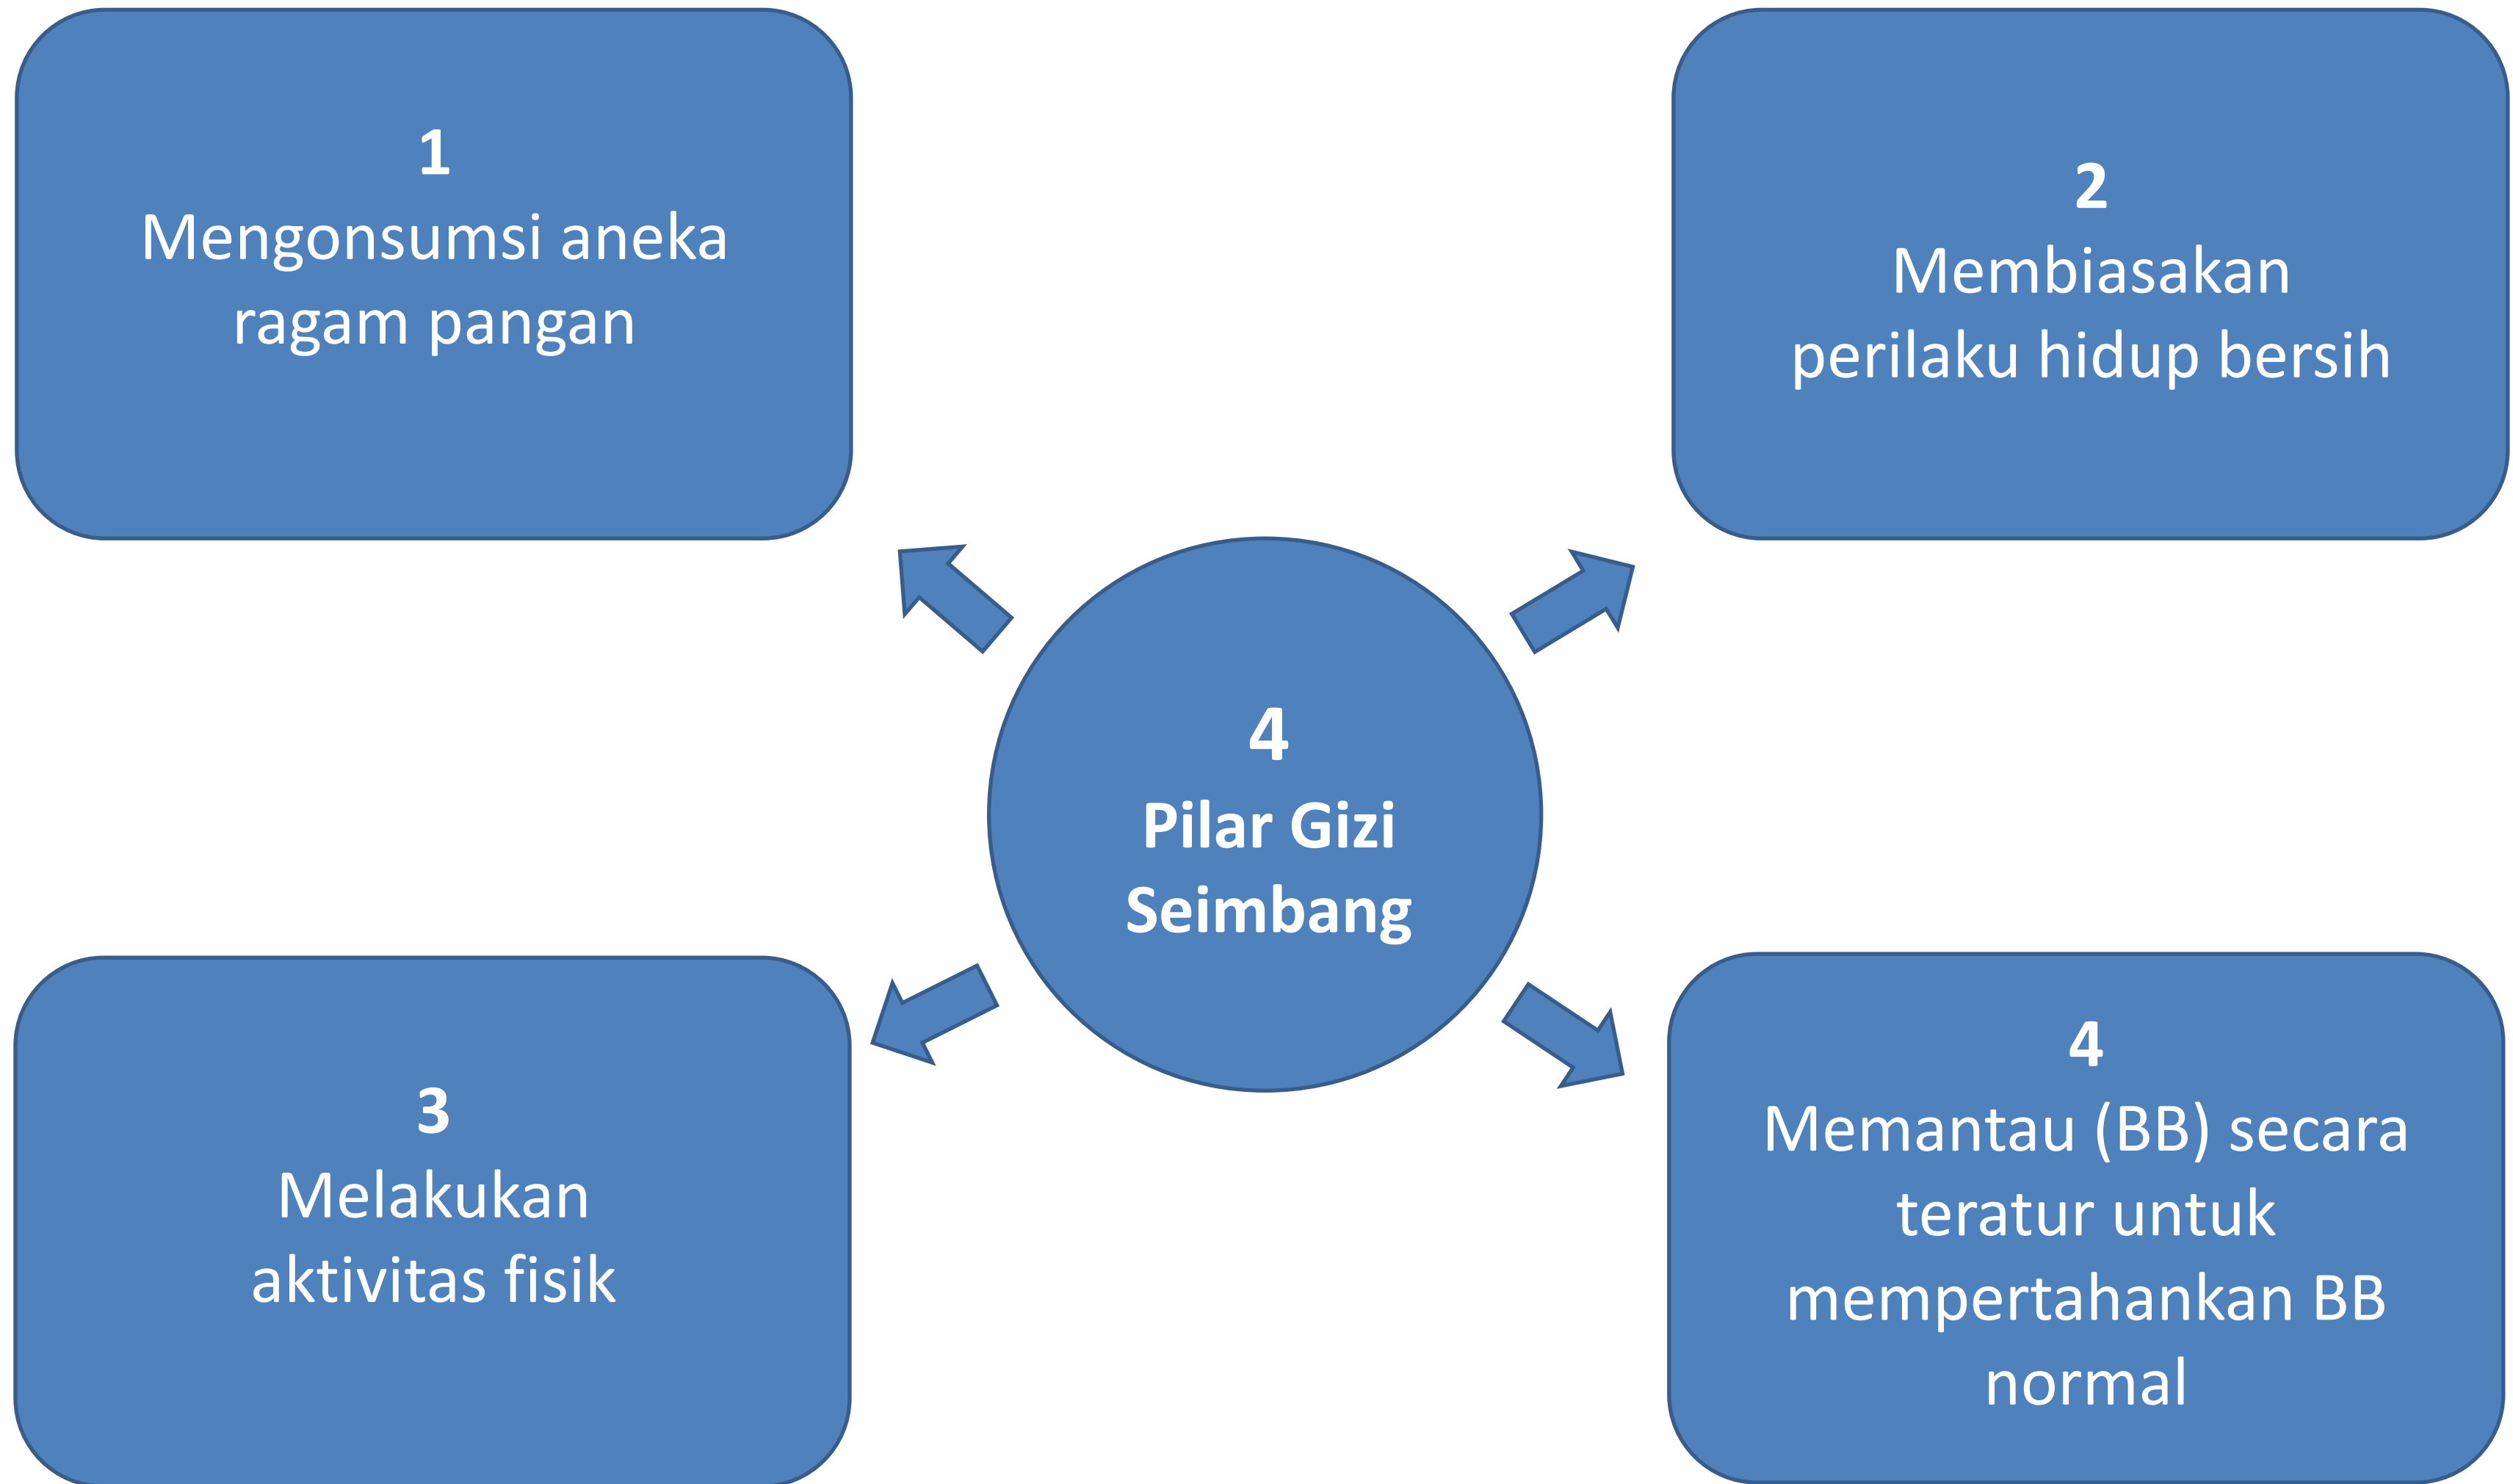 1
Mengonsumsi aneka
ragam pangan
2
Membiasakan
perilaku hidup bersih
4
Pilar Gizi
Seimbang
3
Melakukan
aktivitas fisik
4
Memantau (BB) secara
teratur untuk
mempertahankan BB
normal